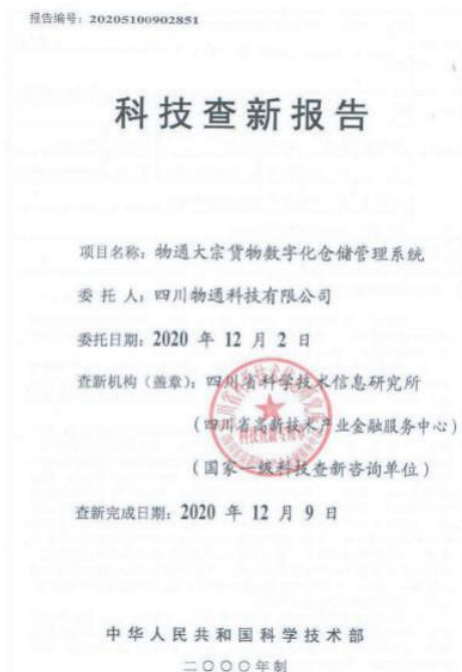 报告编号：20205100902851
科技查新报告
项目名称：物通大宗货物数字化仓储管理系统
委 托 人：四川物通科技有限公司
委托日期：2020 年 12 月 2 日
查新机构（盖章）：四川省科学技术信息研究所
（四川省高新技术产业金融服务中心）
（国家一级科技查新咨询单位）
查新完成日期：2020 年 12 月 9 日
中华人民共和国科学技术部
二〇〇〇年制